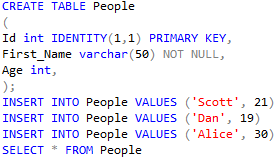 CREATE TABLE People
(
Id int IDENTITY(1,1) PRIMARY KEY,
First_Name varchar(50) NOT NULL,
Age int,
);
INSERT INTO People VALUES ('Scott', 21)
INSERT INTO People VALUES ('Dan', 19)
INSERT INTO People VALUES ('Alice', 30)
SELECT * FROM People